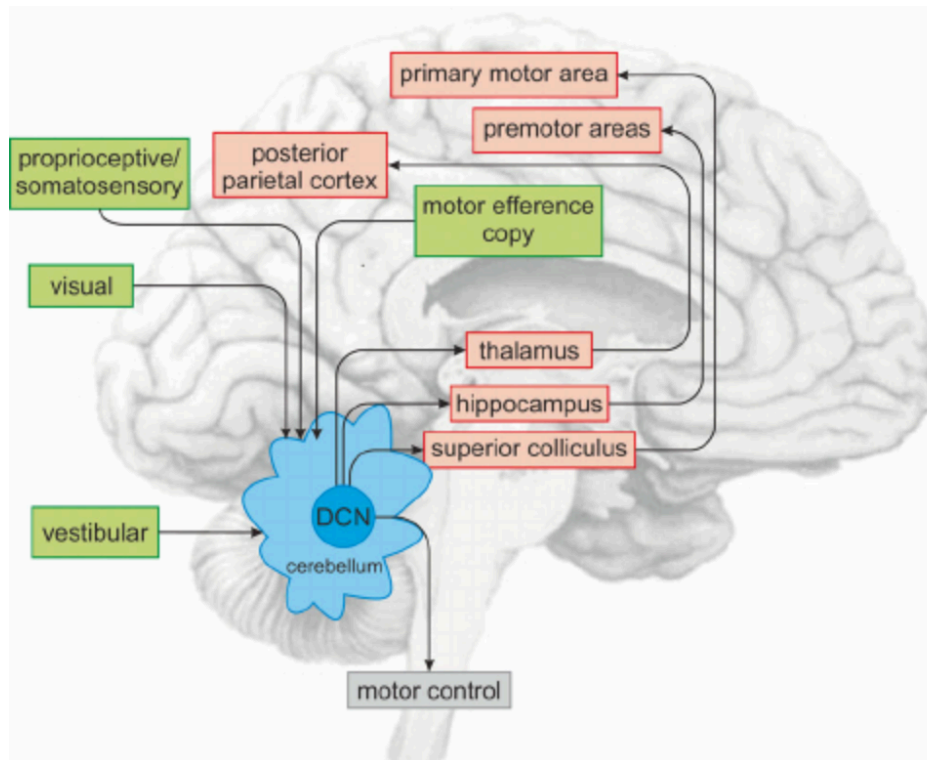 primary motor area
premotor areas
proprioceptive/
somatosensory
posterior
parietal cortex
motor efference
copy
visual
thalamus
hippocampus
superior colliculus
vestibular
DCN
cerebellum
motor control